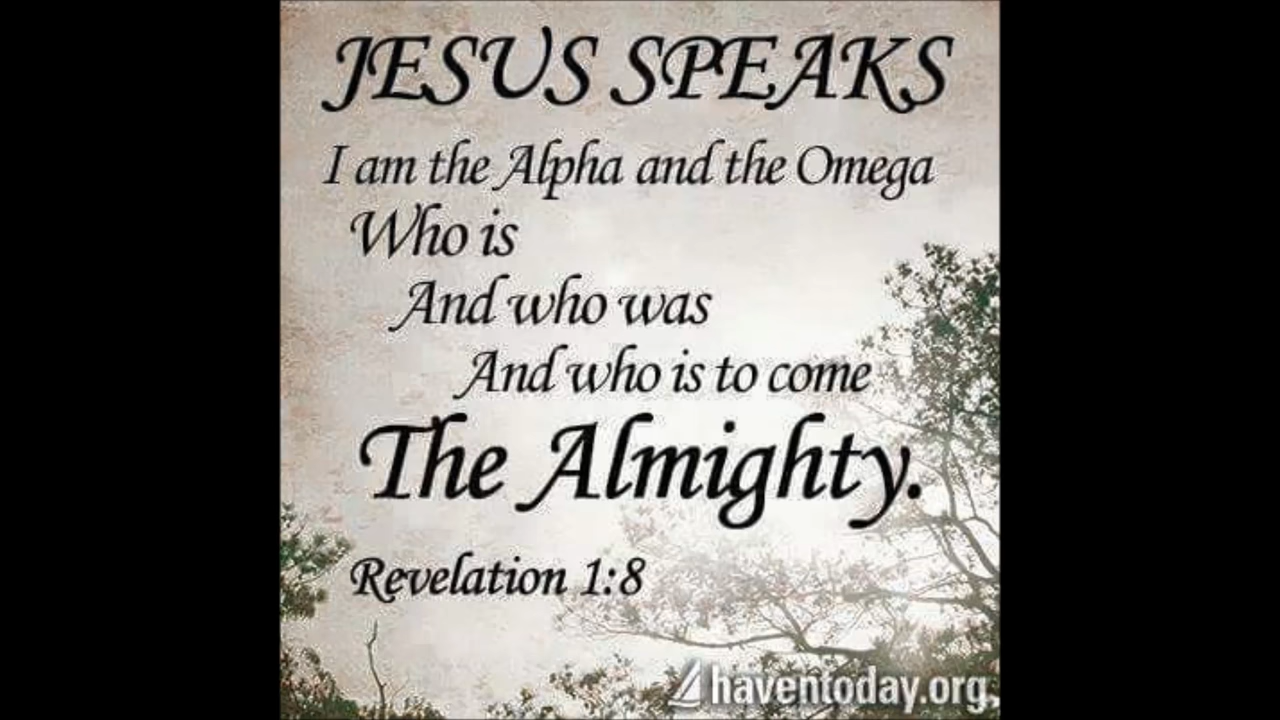 JESUS SPEAKS
I am the Alpha and the Omega
Who is
And who was
And who is to come
The Almighty.
Revelation 1:8
haventoday.org